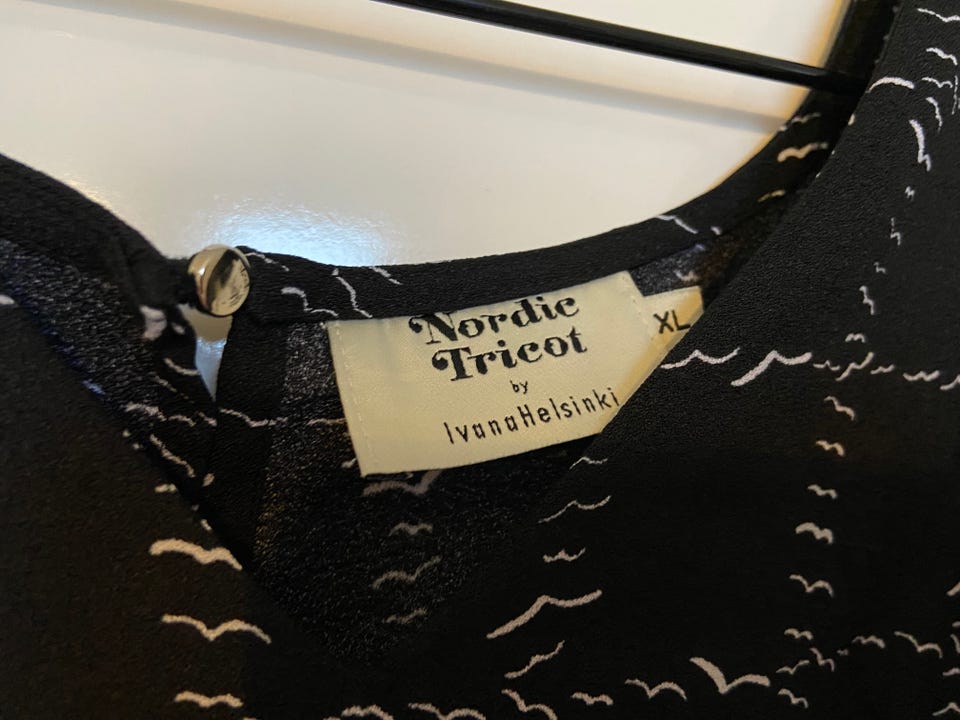 Nordic
Tricot
by
IvanaHelsinki
XL